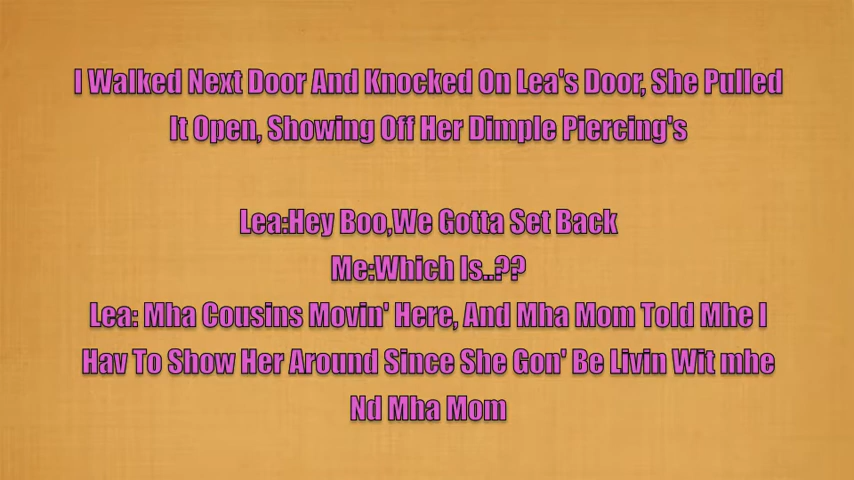 I Walked Next Door And Knocked On Lea's Door, She Pulled
It Open, Showing Off Her Dimple Piercing's
Lea:Hey Boo,We Gotta Set Back
Me:Which Is..??
Lea: Mha Cousins Movin' Here, And Mha Mom Told Mhe I
Hav To Show Her Around Since She Gon' Be Livin Wit mhe
Nd Mha Mom